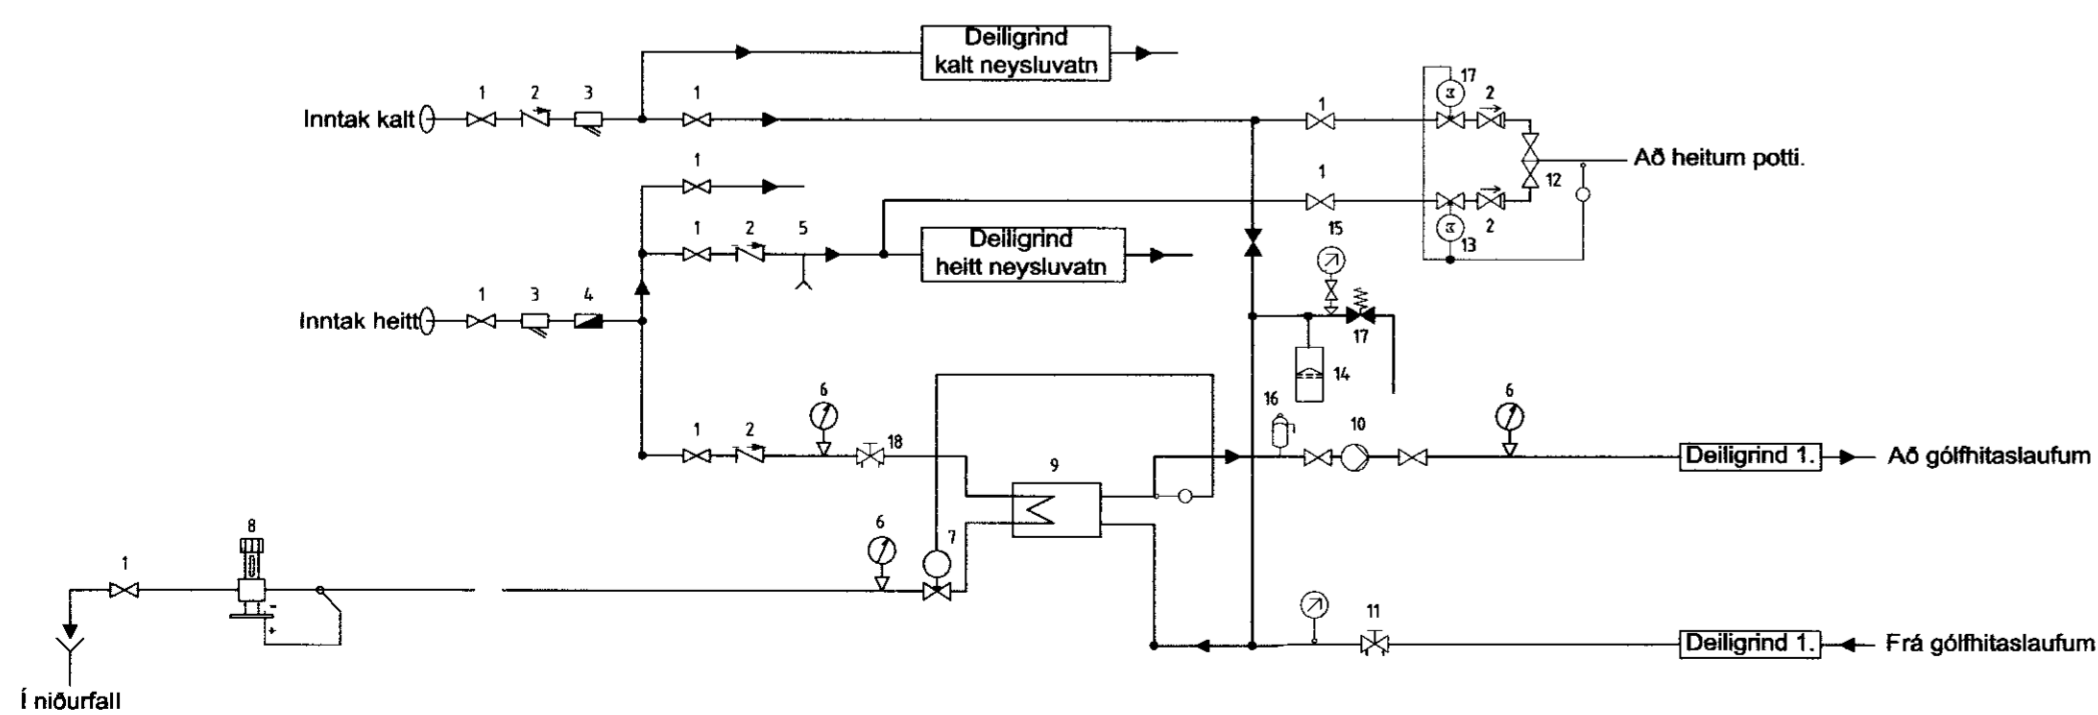 Deiligrind
kalt neysluvatn
17
1 2 3 1 1 2
Inntak kalt
1
Að heitum potti.
1
12
1 2 5 15 2
Deiligrind
heitt neysluvatn
13
1 3 4
Inntak heitt
17
14
6 16 6
1 2 18 10
9
Deiligrind 1. Að gólfhitaslaufum
8 6 7
1
-
+
11
Deiligrind 1. Frá gólfhitaslaufum
Í niðurfall